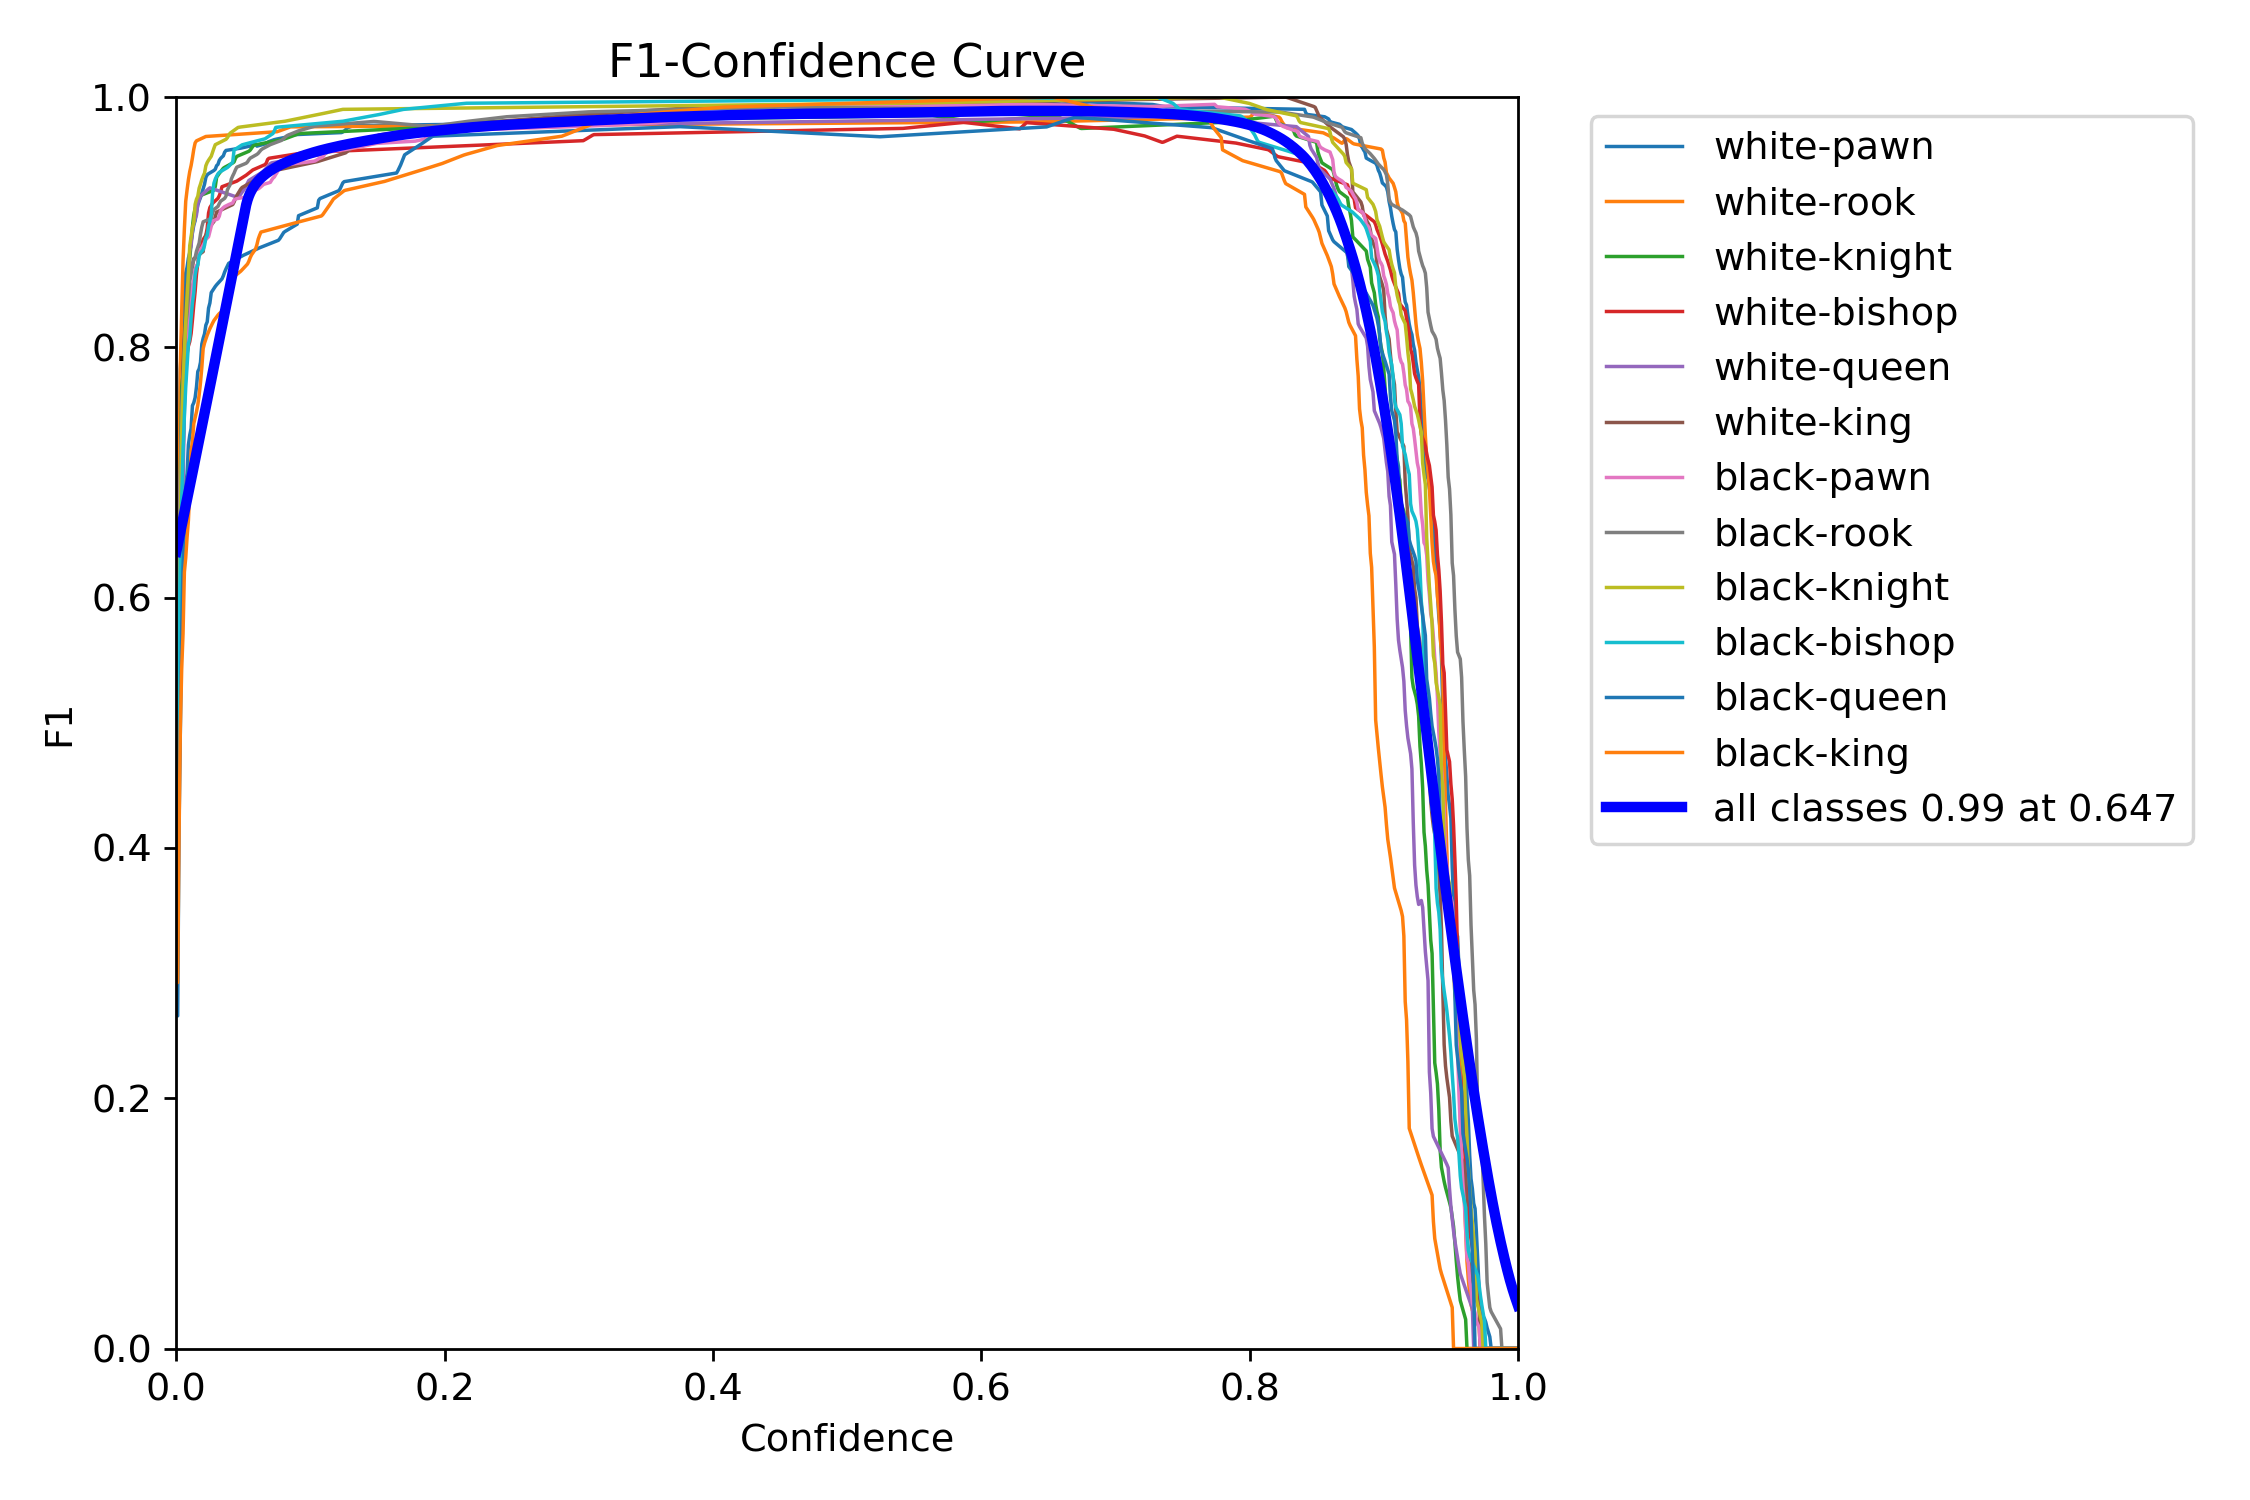 F1-Confidence Curve
1.0
0.8
0.6
0.4
0.2
0.0
F1
0.0 0.2 0.4 0.6 0.8 1.0
Confidence
white-pawn
white-rook
white-knight
white-bishop
white-queen
white-king
black-pawn
black-rook
black-knight
black-bishop
black-queen
black-king
all classes 0.99 at 0.647